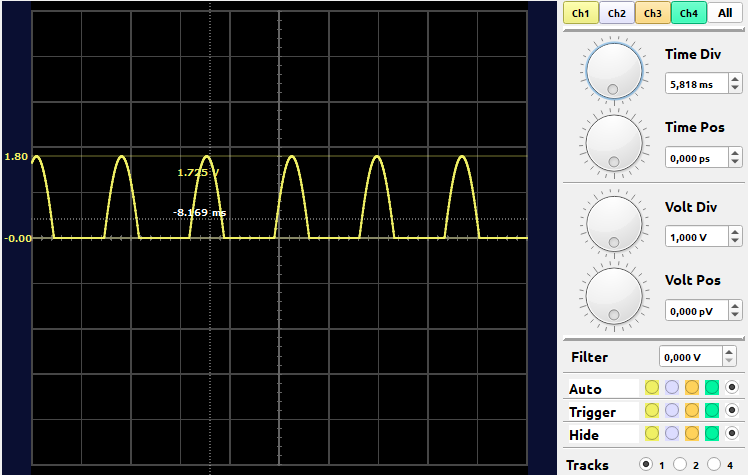 Ch1 Ch2 Ch3 Ch4 All
Time Div
5,818 ms
Time Pos
0,000 ps
1.80
1.725 V
-8.169 ms
-0.00
Volt Div
1,000 V
Volt Pos
0,000 pV
Filter 0,000 V
Auto
Trigger
Hide
Tracks 1 2 4